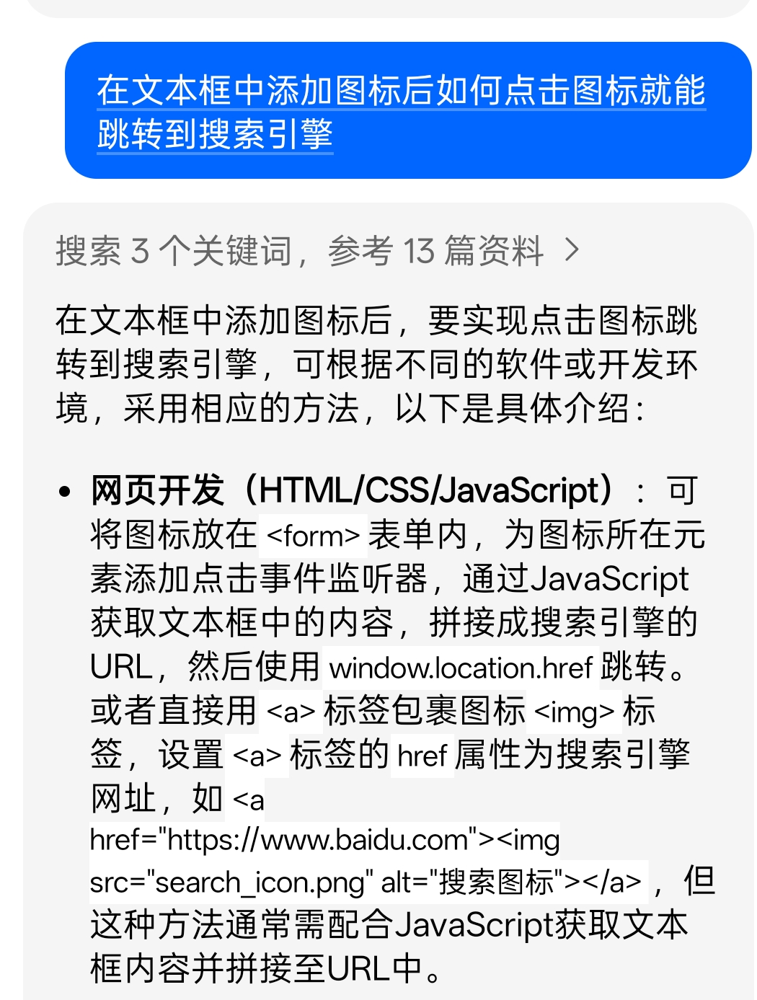 在文本框中添加图标后如何点击图标就能
跳转到搜索引擎
搜索 3 个关键词，参考 13 篇资料 >
在文本框中添加图标后，要实现点击图标跳
转到搜索引擎，可根据不同的软件或开发环
境，采用相应的方法，以下是具体介绍：
• 网页开发（HTML/CSS/JavaScript）：可
将图标放在 <form> 表单内，为图标所在元
素添加点击事件监听器，通过JavaScript
获取文本框中的内容，拼接成搜索引擎的
URL，然后使用 window.location.href 跳转。
或者直接用 <a> 标签包裹图标 <img> 标
签，设置 <a> 标签的 href 属性为搜索引擎
网址，如 <a
href="https://www.baidu.com"><img
src="search_icon.png" alt="搜索图标"></a> ，但
这种方法通常需配合JavaScript获取文本
框内容并拼接至URL中。